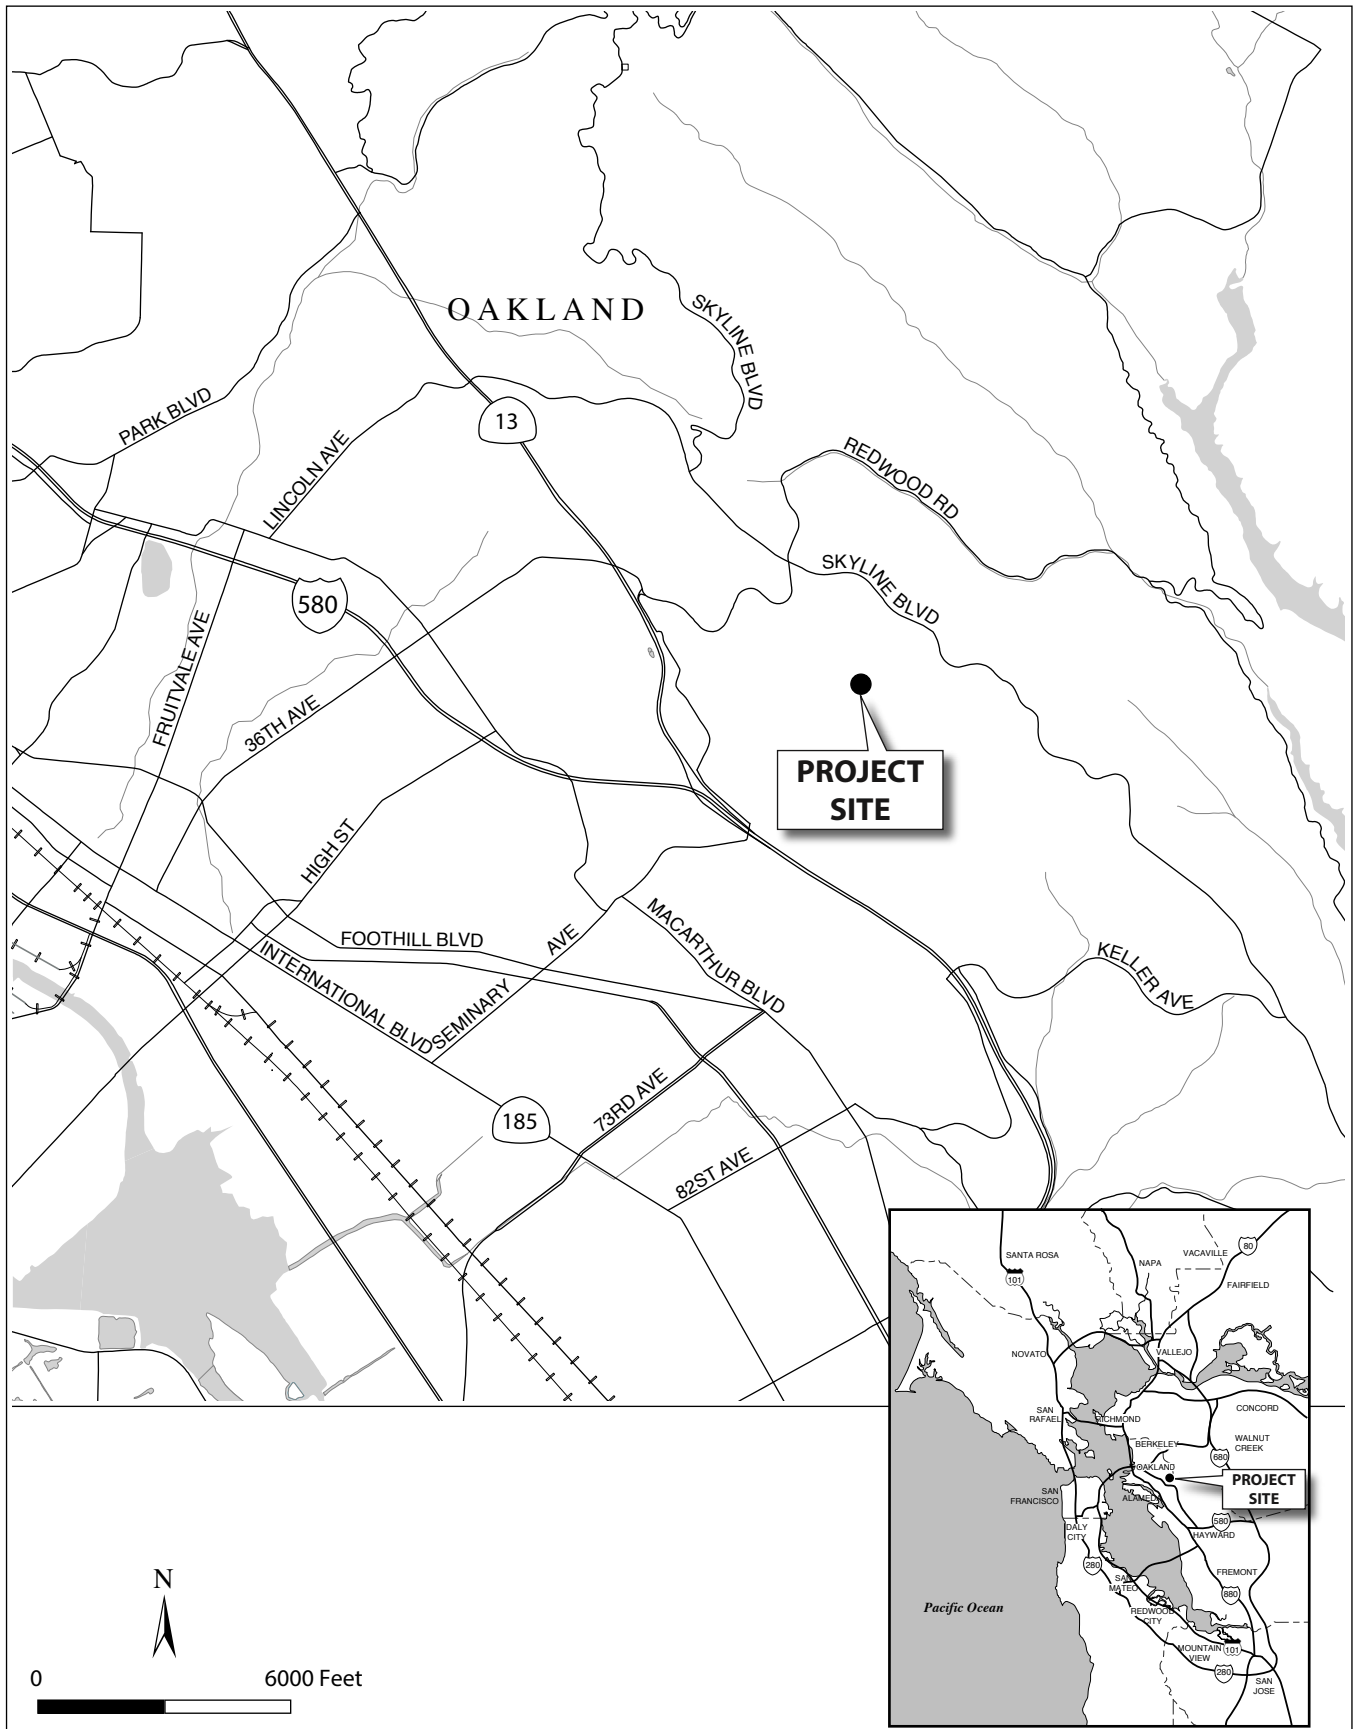 OAKLAND
SKYLINE BLVD
PARK BLVD
LINCOLN AVE
13
REDWOOD RD
SKYLINE BLVD
580
FRUITVALE AVE
36TH AVE
PROJECT
SITE
HIGH ST
FOOTHILL BLVD
INTERNATIONAL BLVD
SEMINARY AVE
MACARTHUR BLVD
KELLER AVE
185
73RD AVE
82ST AVE
SANTA ROSA
101
NAPA
VACAVILLE
80
FAIRFIELD
NOVATO
VALLEJO
SAN
RAFAEL
RICHMOND
CONCORD
BERKELEY
WALNUT
CREEK
680
OAKLAND
PROJECT
SITE
SAN
FRANCISCO
ALAMEDA
580
DALY
CITY
HAYWARD
280
SAN
MATEO
FREMONT
880
Pacific Ocean
REDWOOD
CITY
MOUNTAIN
VIEW
101
280
SAN
JOSE
N
0
6000 Feet